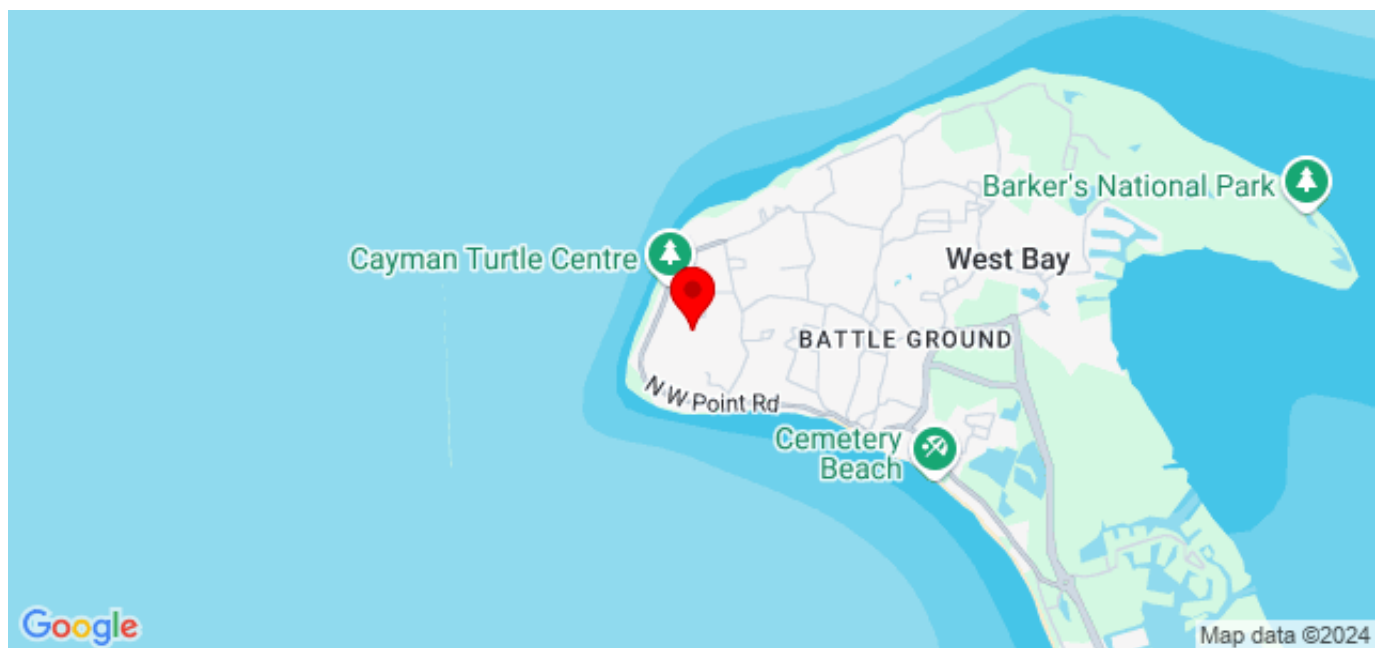 Barker's National Park
Cayman Turtle Centre
West Bay
BATTLE GROUND
N W Point Rd
Cemetery
Beach
Google
Map data ©2024